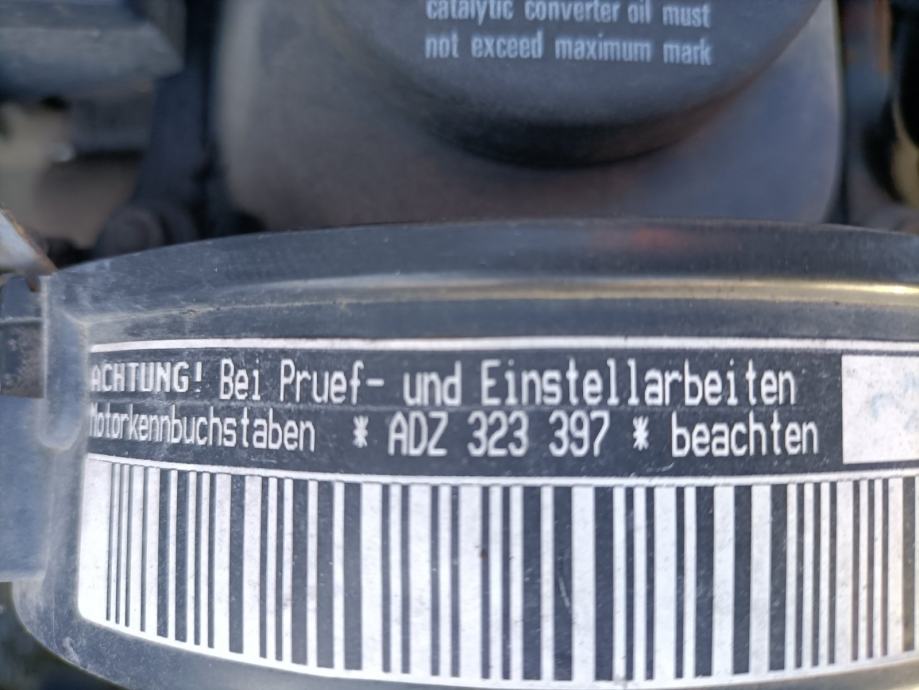 catalytic converter oil must
not exceed maximum mark
ACHTUNG! Bei Pruef- und Einstellarbeiten
Motorkennbuchstaben * ADZ 323 397 * beachten